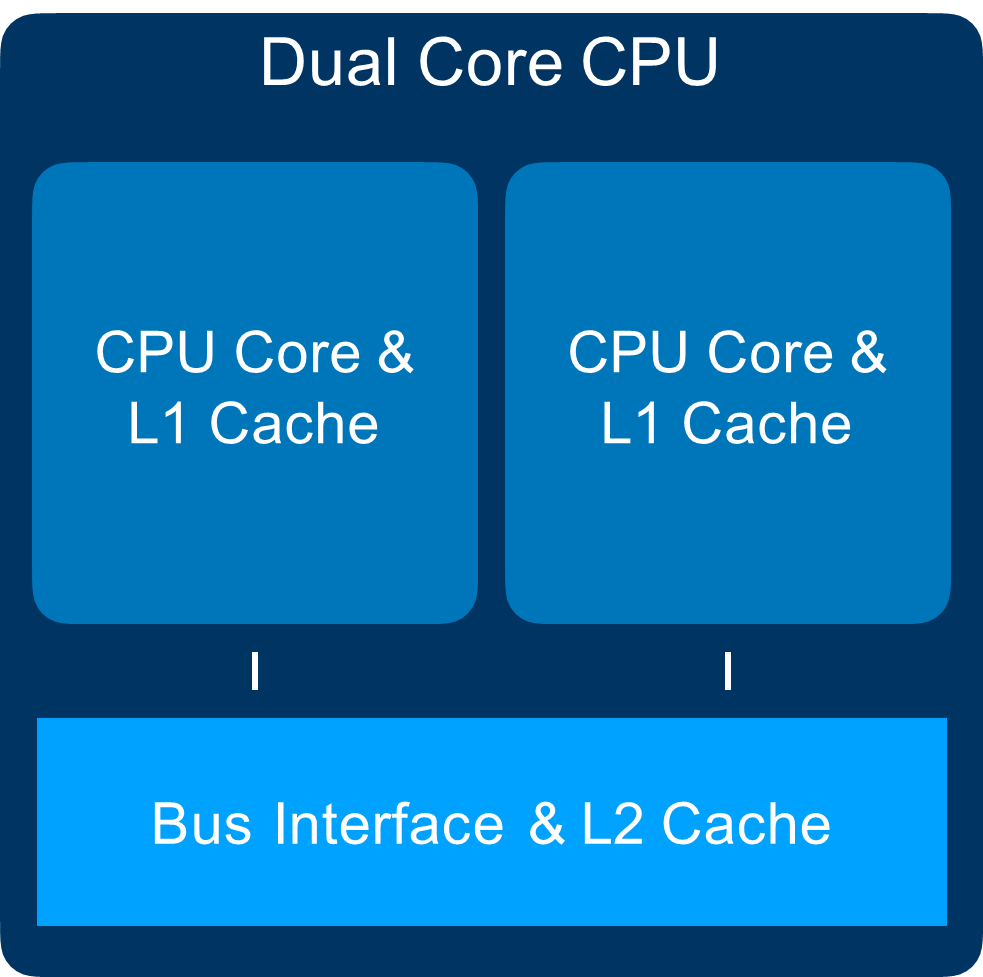 Dual Core CPU
CPU Core &
L1 Cache
CPU Core &
L1 Cache
Bus Interface & L2 Cache